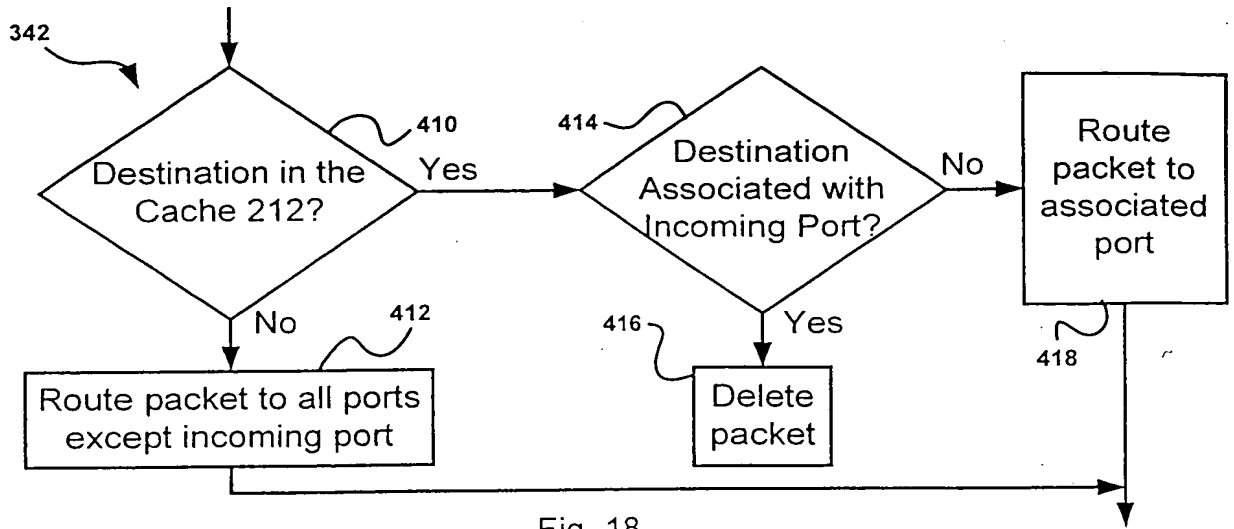 342
410
Destination in the
Cache 212?
Yes
414
Destination
Associated with
Incoming Port?
No
Route
packet to
associated
port
418
No
412
Route packet to all ports
except incoming port
Yes
416
Delete
packet
Fig. 18